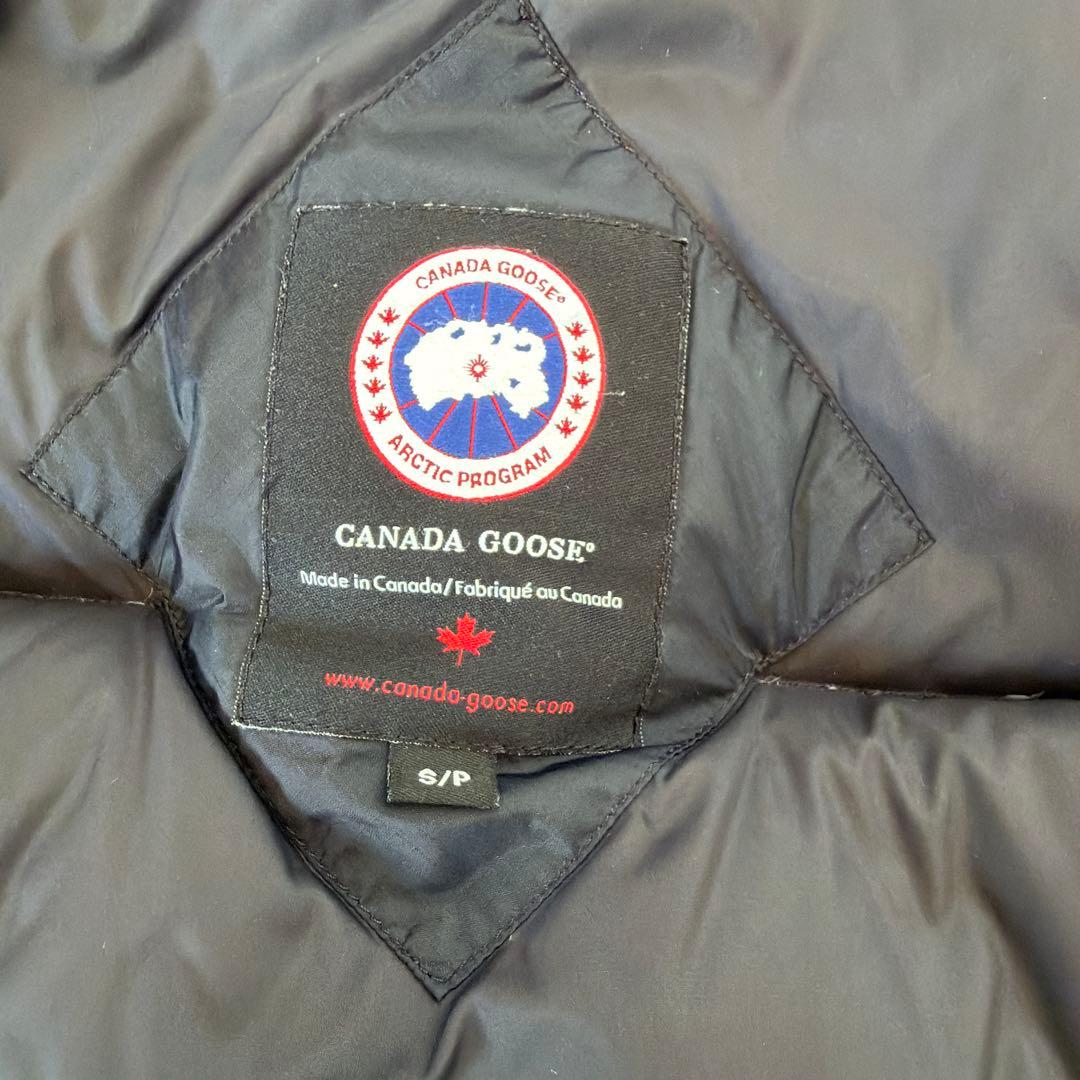 CANADA GOOSE®
ARCTIC PROGRAM
CANADA GOOSE®
Made in Canada/Fabriqué au Canada
www.canada-goose.com
S/P